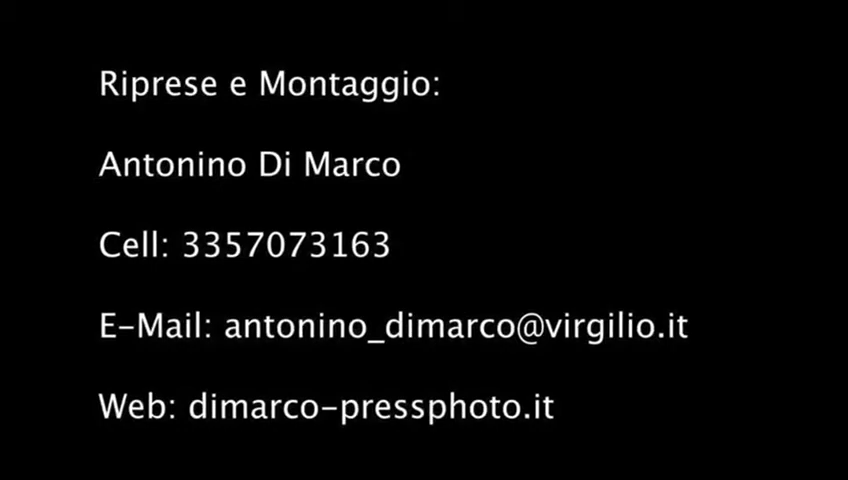 Riprese e Montaggio:
Antonino Di Marco
Cell: 3357073163
E-Mail: antonino_dimarco@virgilio.it
Web: dimarco-pressphoto.it